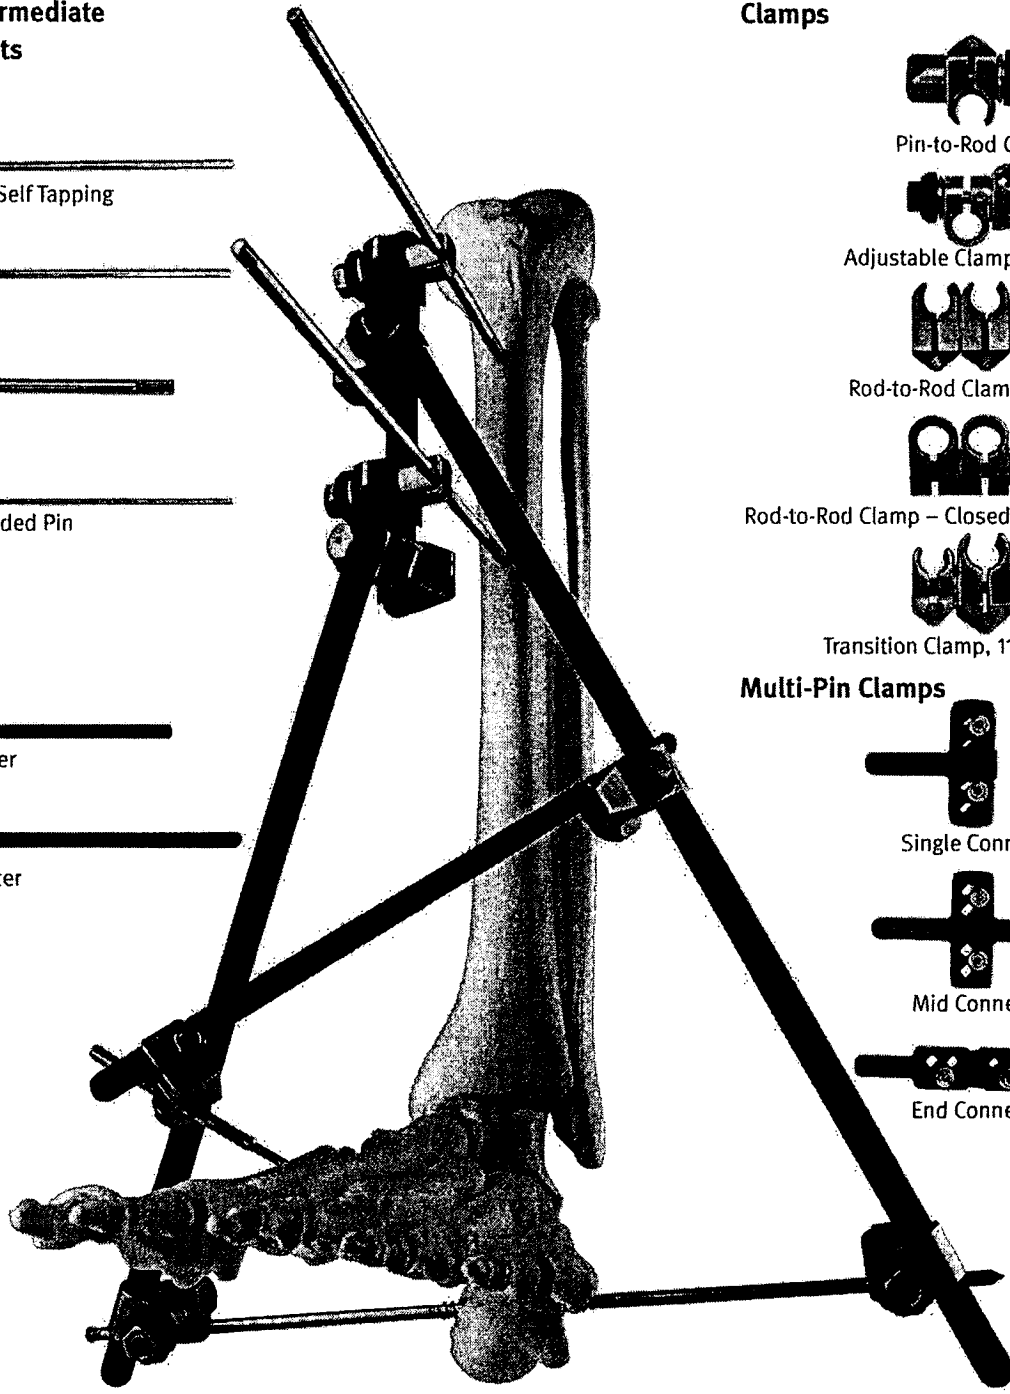 rmediate
ts
Self Tapping
ded Pin
er
ter
Clamps
Pin-to-Rod C
Adjustable Clamp
Rod-to-Rod Clam
Rod-to-Rod Clamp – Closed
Transition Clamp, 11
Multi-Pin Clamps
Single Conn
Mid Conne
End Conne